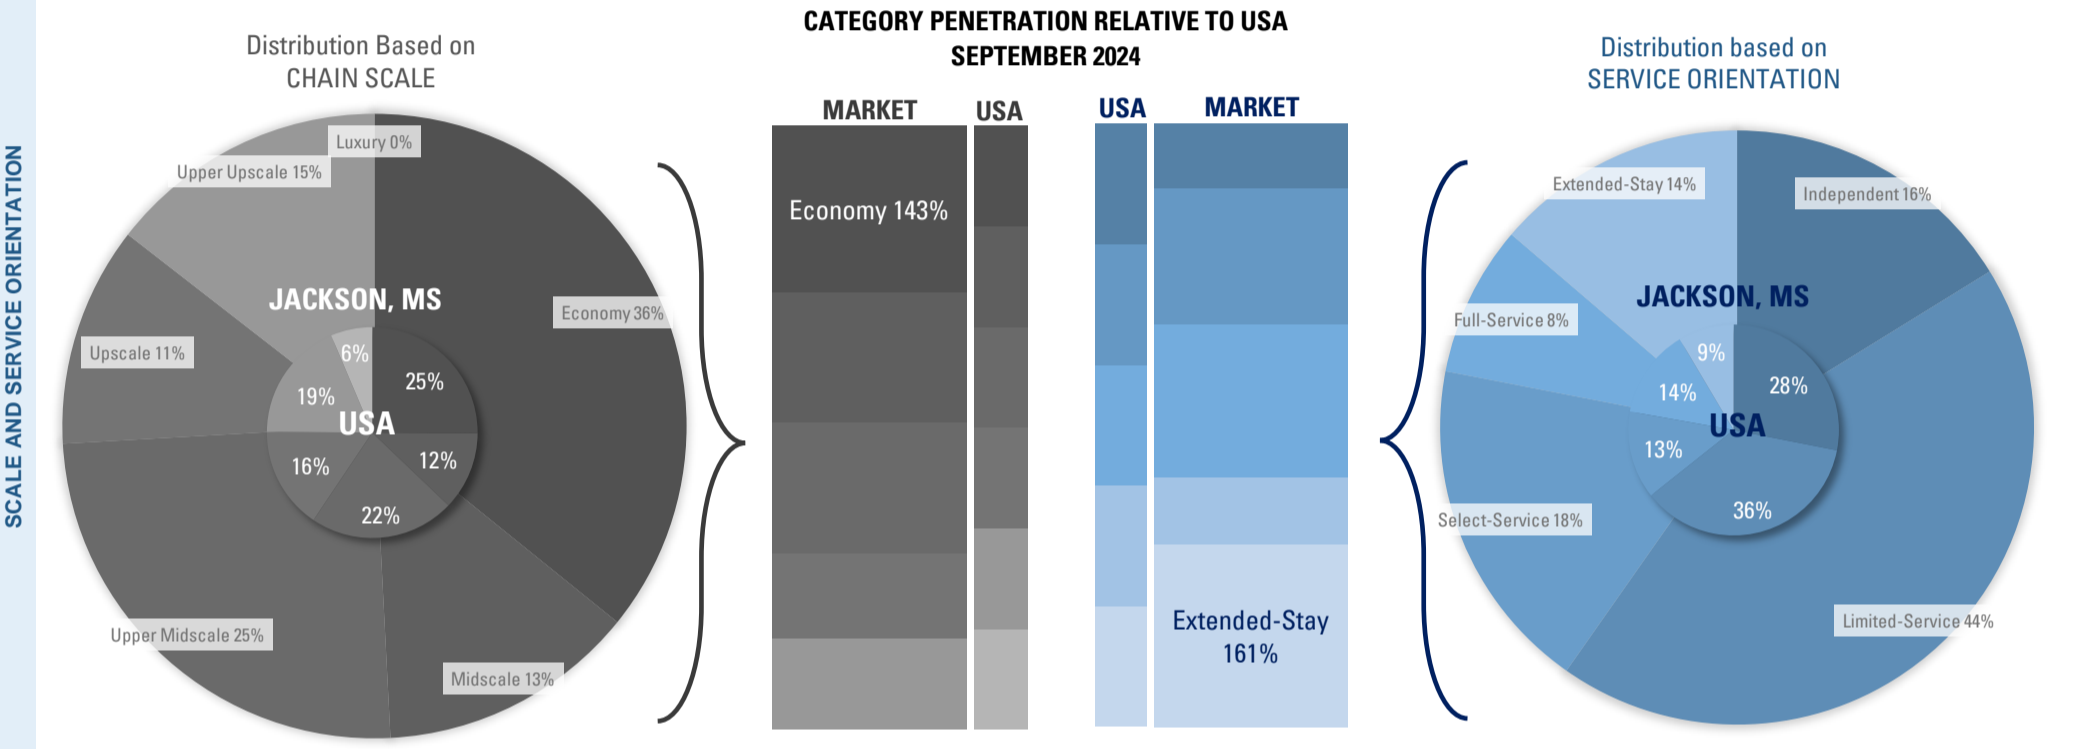 SCALE AND SERVICE ORIENTATION
Distribution Based on
CHAIN SCALE
Luxury 0%
Upper Upscale 15%
JACKSON, MS
Economy 36%
Upscale 11%
6%
25%
19%
USA
16%
12%
22%
Upper Midscale 25%
Midscale 13%
CATEGORY PENETRATION RELATIVE TO USA
SEPTEMBER 2024
MARKET
USA
USA
MARKET
Economy 143%
Extended-Stay
161%
Distribution based on
SERVICE ORIENTATION
Extended-Stay 14%
Independent 16%
JACKSON, MS
Full-Service 8%
9%
28%
14%
USA
13%
36%
Select-Service 18%
Limited-Service 44%